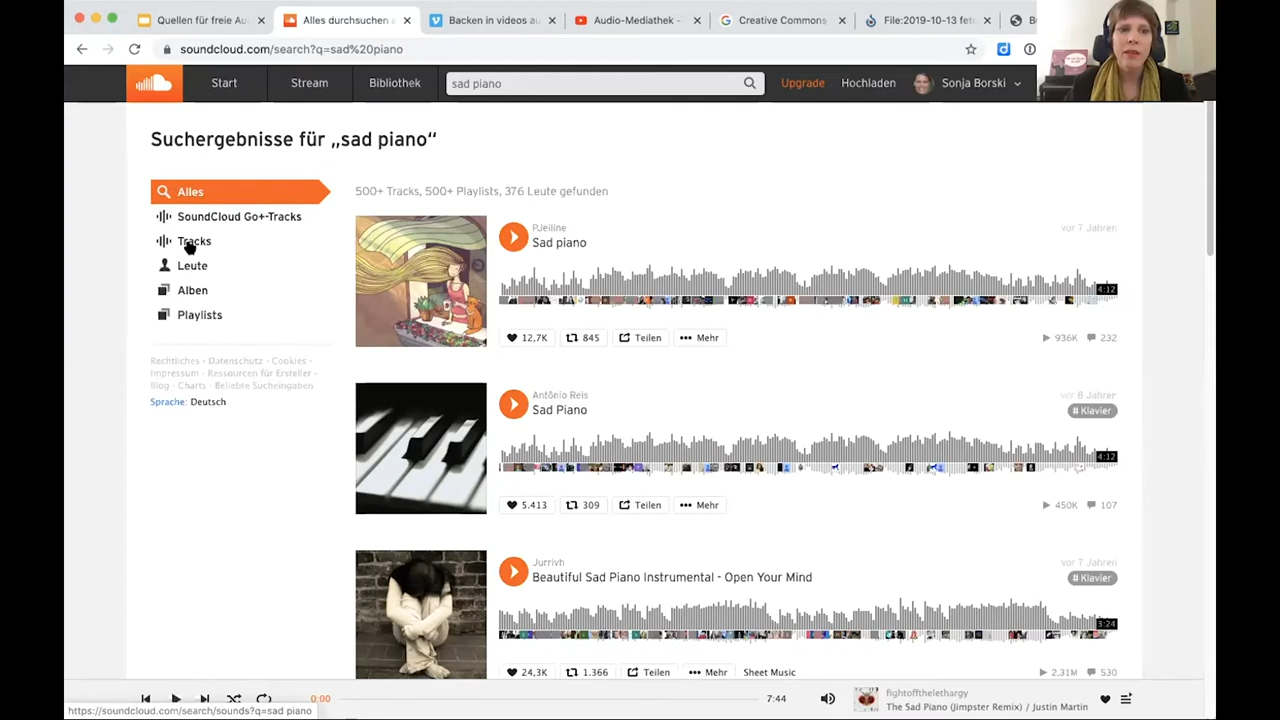 Quellen für freie Au
Alles durchsuchen a
Backen in videos au
Audio-Mediathek -
Creative Commons
File:2019-10-13 fete
soundcloud.com/search?q=sad%20piano
Start
Stream
Bibliothek
sad piano
Upgrade
Hochladen
Sonja Borski
Suchergebnisse für „sad piano“
Alles
SoundCloud Go+-Tracks
Tracks
Leute
Alben
Playlists
Rechtliches - Datenschutz - Cookies -
Impressum - Ressourcen für Ersteller -
Blog - Charts - Beliebte Sucheingaben
Sprache: Deutsch
500+ Tracks, 500+ Playlists, 376 Leute gefunden
PJeiline
vor 7 Jahren
Sad piano
4:12
12,7K
845
Teilen
••• Mehr
936K
232
António Reis
vor 8 Jahren
Sad Piano
# Klavier
4:12
5.413
309
Teilen
••• Mehr
450K
107
Jurrivh
vor 7 Jahren
Beautiful Sad Piano Instrumental - Open Your Mind
# Klavier
3:24
24,3K
1.366
Teilen
••• Mehr
Sheet Music
2,31M
530
0:00
7:44
fightoffthelethargy
The Sad Piano (Jimpster Remix) / Justin Martin
https://soundcloud.com/search/sounds?q=sad piano